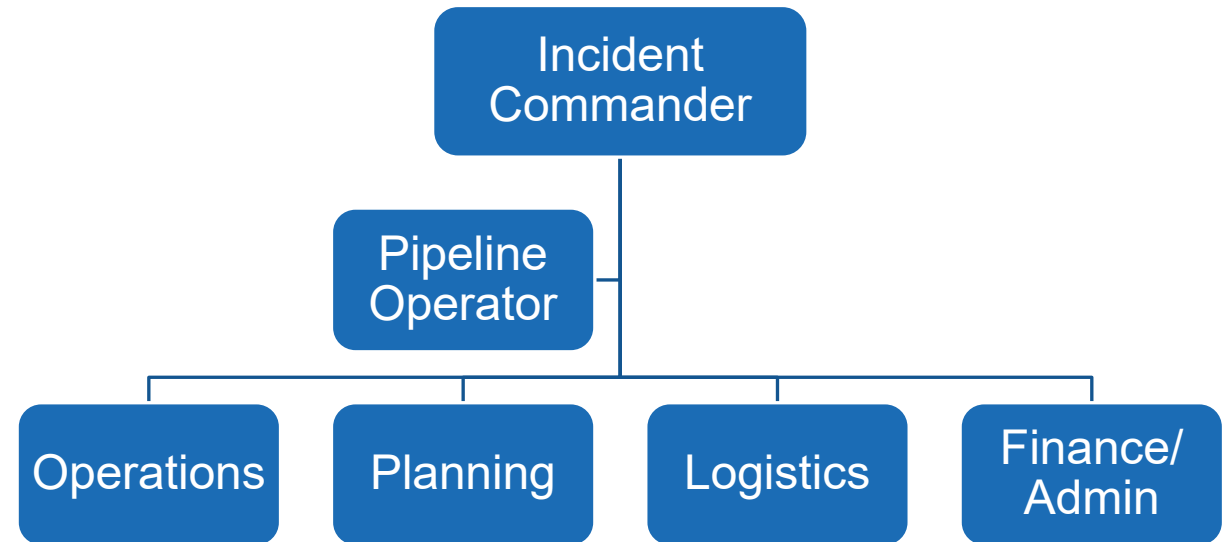 Incident
Commander
Pipeline
Operator
Operations
Planning
Logistics
Finance/
Admin